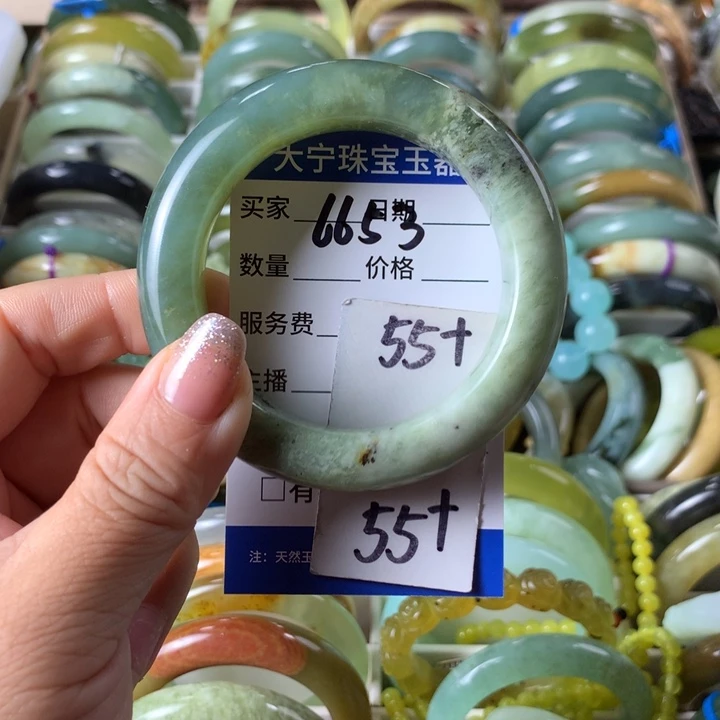 大宁珠宝玉器
买家 6653 日期
数量 价格
服务费
55+
主播
□有
55+
注：天然玉